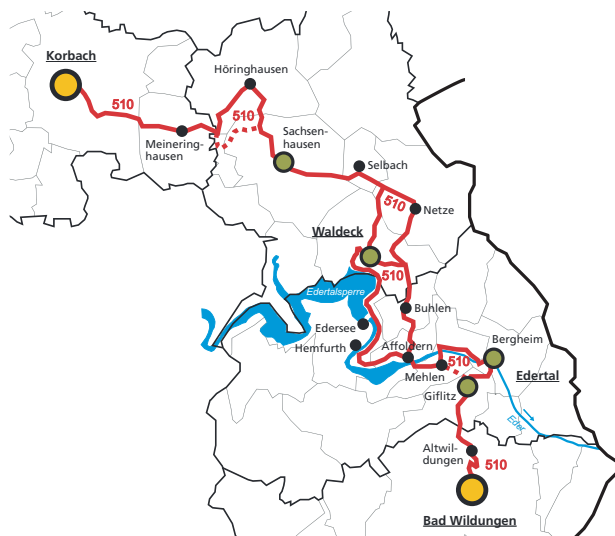 Korbach
Höringhausen
510
510
Sachsen-
hausen
Meinering-
hausen
Selbach
510
Netze
Waldeck
510
Edertalsperre
Buhlen
Edersee
Bergheim
Hemfurth
Affoldern
510
Mehlen
Edertal
Giflitz
Eder
Altwil-
dungen
510
Bad Wildungen